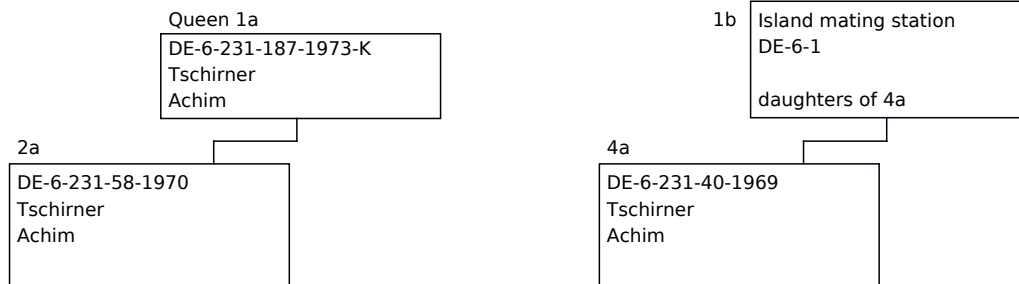 Queen 1a
DE-6-231-187-1973-K
Tschirner
Achim
1b
Island mating station
DE-6-1
daughters of 4a
2a
DE-6-231-58-1970
Tschirner
Achim
4a
DE-6-231-40-1969
Tschirner
Achim